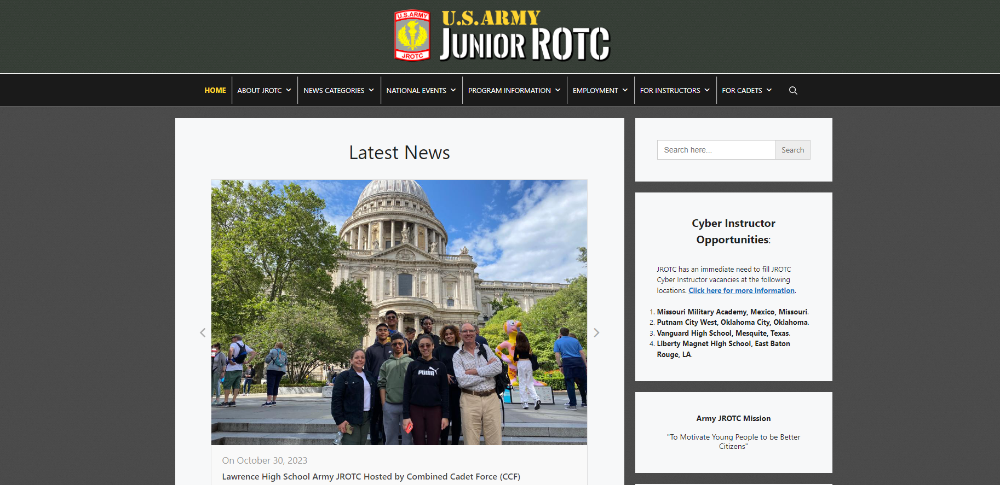 U.S.ARMY
JROTC
U.S.ARMY
JUNIOR ROTC
HOME
ABOUT JROTC
NEWS CATEGORIES
NATIONAL EVENTS
PROGRAM INFORMATION
EMPLOYMENT
FOR INSTRUCTORS
FOR CADETS
Latest News
PUMA
On October 30, 2023
Lawrence High School Army JROTC Hosted by Combined Cadet Force (CCF)
Search here...
Search
Cyber Instructor
Opportunities:
JROTC has an immediate need to fill JROTC
Cyber Instructor vacancies at the following
locations. Click here for more information.
1. Missouri Military Academy, Mexico, Missouri.
2. Putnam City West, Oklahoma City, Oklahoma.
3. Vanguard High School, Mesquite, Texas.
4. Liberty Magnet High School, East Baton
Rouge, LA.
Army JROTC Mission
"To Motivate Young People to be Better
Citizens"